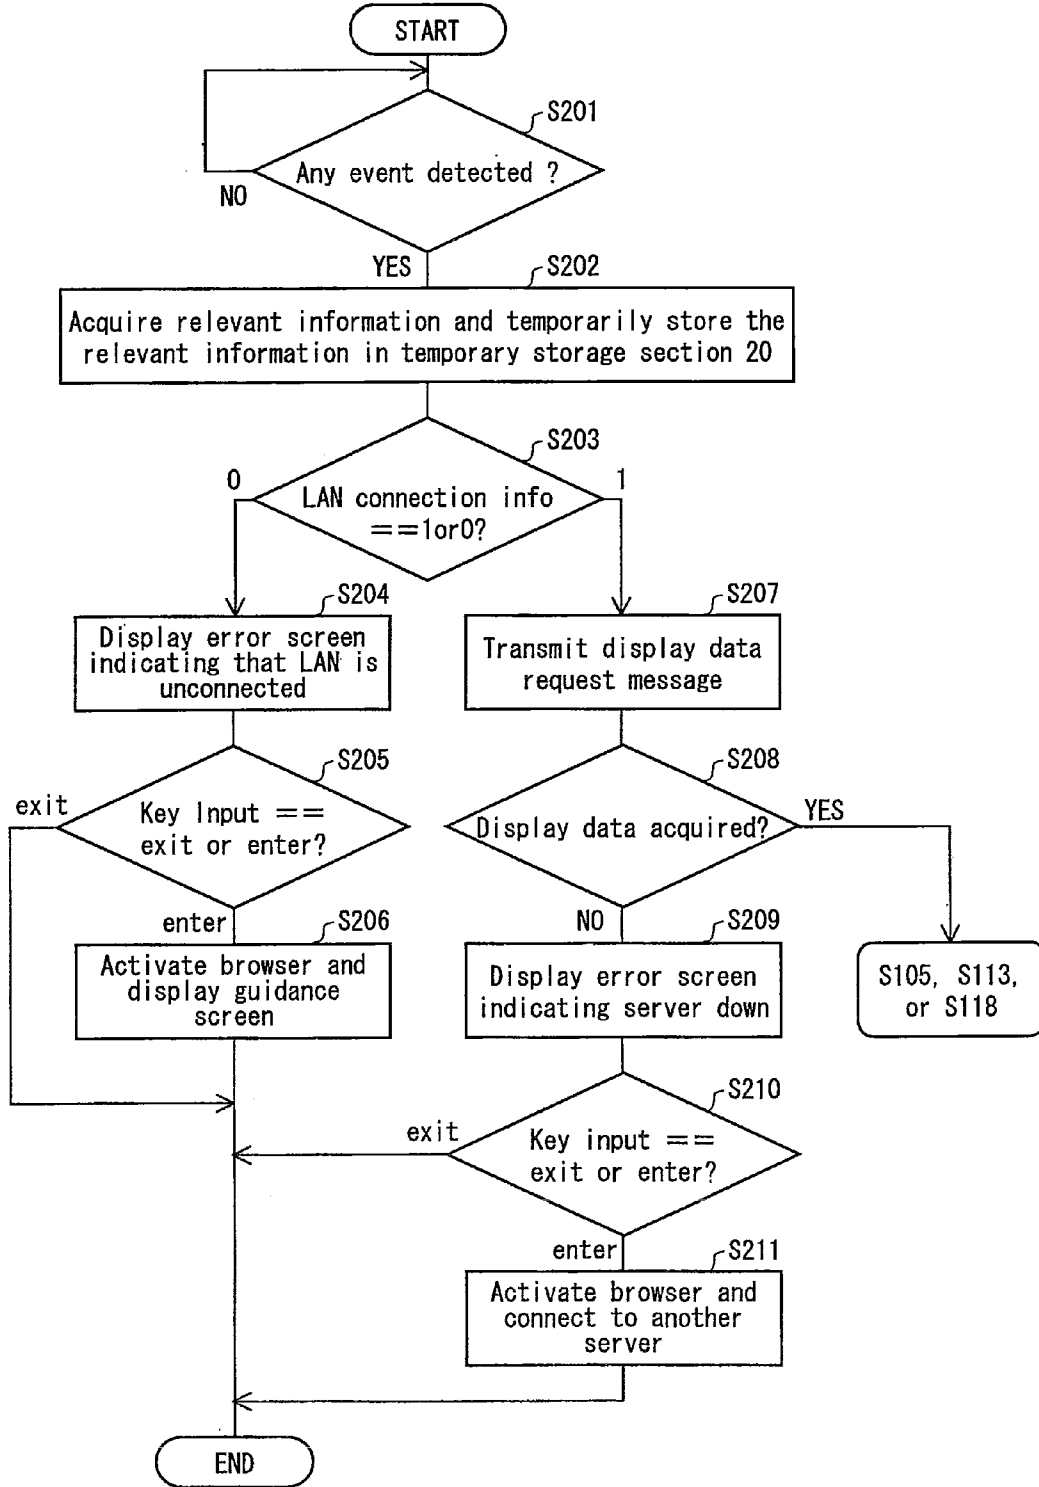 START
S201
Any event detected ?
NO
YES
S202
Acquire relevant information and temporarily store the
relevant information in temporary storage section 20
S203
0
1
LAN connection info
==1or0?
S204
Display error screen
indicating that LAN is
unconnected
S207
Transmit display data
request message
S205
exit
Key Input ==
exit or enter?
S208
Display data acquired?
YES
enter
S206
Activate browser and
display guidance
screen
NO
S209
Display error screen
indicating server down
S105, S113,
or S118
S210
exit
Key input ==
exit or enter?
enter
S211
Activate browser and
connect to another
server
END